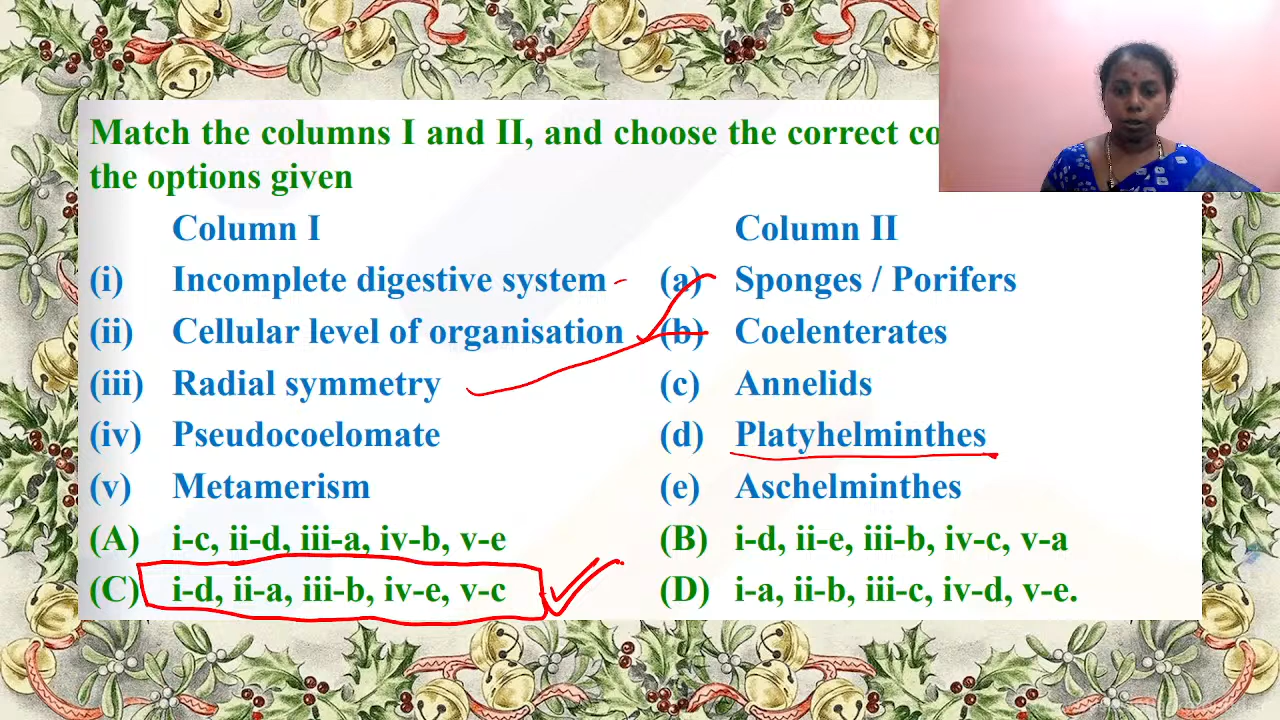 Match the columns I and II, and choose the correct
the options given
Column I Column II
(i) Incomplete digestive system (a) Sponges / Porifers
(ii) Cellular level of organisation (b) Coelenterates
(iii) Radial symmetry (c) Annelids
(iv) Pseudocoelomate (d) Platyhelminthes
(v) Metamerism (e) Aschelminthes
(A) i-c, ii-d, iii-a, iv-b, v-e (B) i-d, ii-e, iii-b, iv-c, v-a
(C) i-d, ii-a, iii-b, iv-e, v-c (D) i-a, ii-b, iii-c, iv-d, v-e.